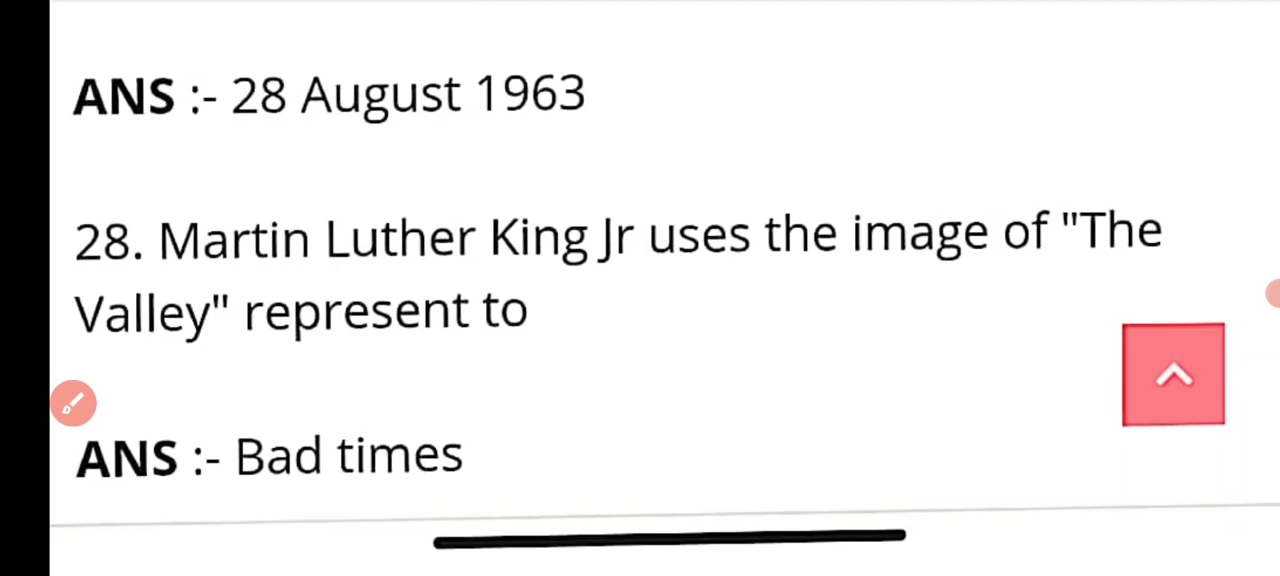 ANS :- 28 August 1963
28. Martin Luther King Jr uses the image of "The
Valley" represent to
ANS :- Bad times